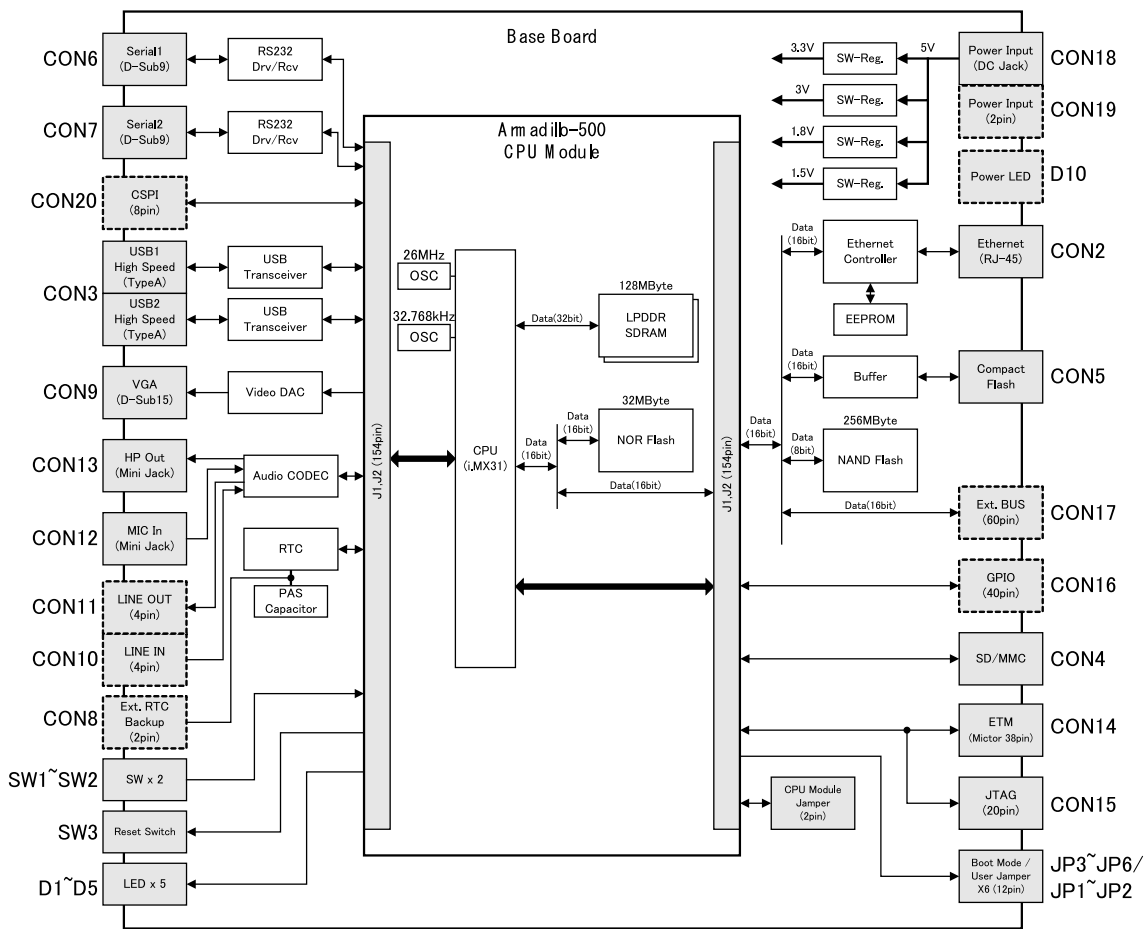 Base Board
CON6
Serial1
(D-Sub9)
RS232
Drv/Rcv
CON7
Serial2
(D-Sub9)
RS232
Drv/Rcv
CON20
CSPI
(8pin)
CON3
USB1
High Speed
(TypeA)
USB
Transceiver
USB2
High Speed
(TypeA)
USB
Transceiver
CON9
VGA
(D-Sub15)
Video DAC
CON13
HP Out
(Mini Jack)
Audio CODEC
CON12
MIC In
(Mini Jack)
RTC
PAS
Capacitor
CON11
LINE OUT
(4pin)
CON10
LINE IN
(4pin)
CON8
Ext. RTC
Backup
(2pin)
SW1~SW2
SW x 2
SW3
Reset Switch
D1~D5
LED x 5
Armadillo-500
CPU Module
J1,J2 (154pin)
26MHz
OSC
32.768kHz
OSC
CPU
(i.MX31)
128MByte
LPDDR
SDRAM
Data(32bit)
32MByte
NOR Flash
Data
(16bit)
Data
(16bit)
Data(16bit)
J1,J2 (154pin)
3.3V
SW-Reg.
5V
3V
SW-Reg.
1.8V
SW-Reg.
1.5V
SW-Reg.
Power Input
(DC Jack)
CON18
Power Input
(2pin)
CON19
Power LED
D10
Data
(16bit)
Ethernet
Controller
Ethernet
(RJ-45)
CON2
EEPROM
Data
(16bit)
Buffer
Compact
Flash
CON5
Data
(16bit)
256MByte
Data
(8bit)
NAND Flash
Data(16bit)
Ext. BUS
(60pin)
CON17
GPIO
(40pin)
CON16
SD/MMC
CON4
ETM
(Mictor 38pin)
CON14
CPU Module
Jamper
(2pin)
JTAG
(20pin)
CON15
Boot Mode /
User Jamper
X6 (12pin)
JP3~JP6/
JP1~JP2